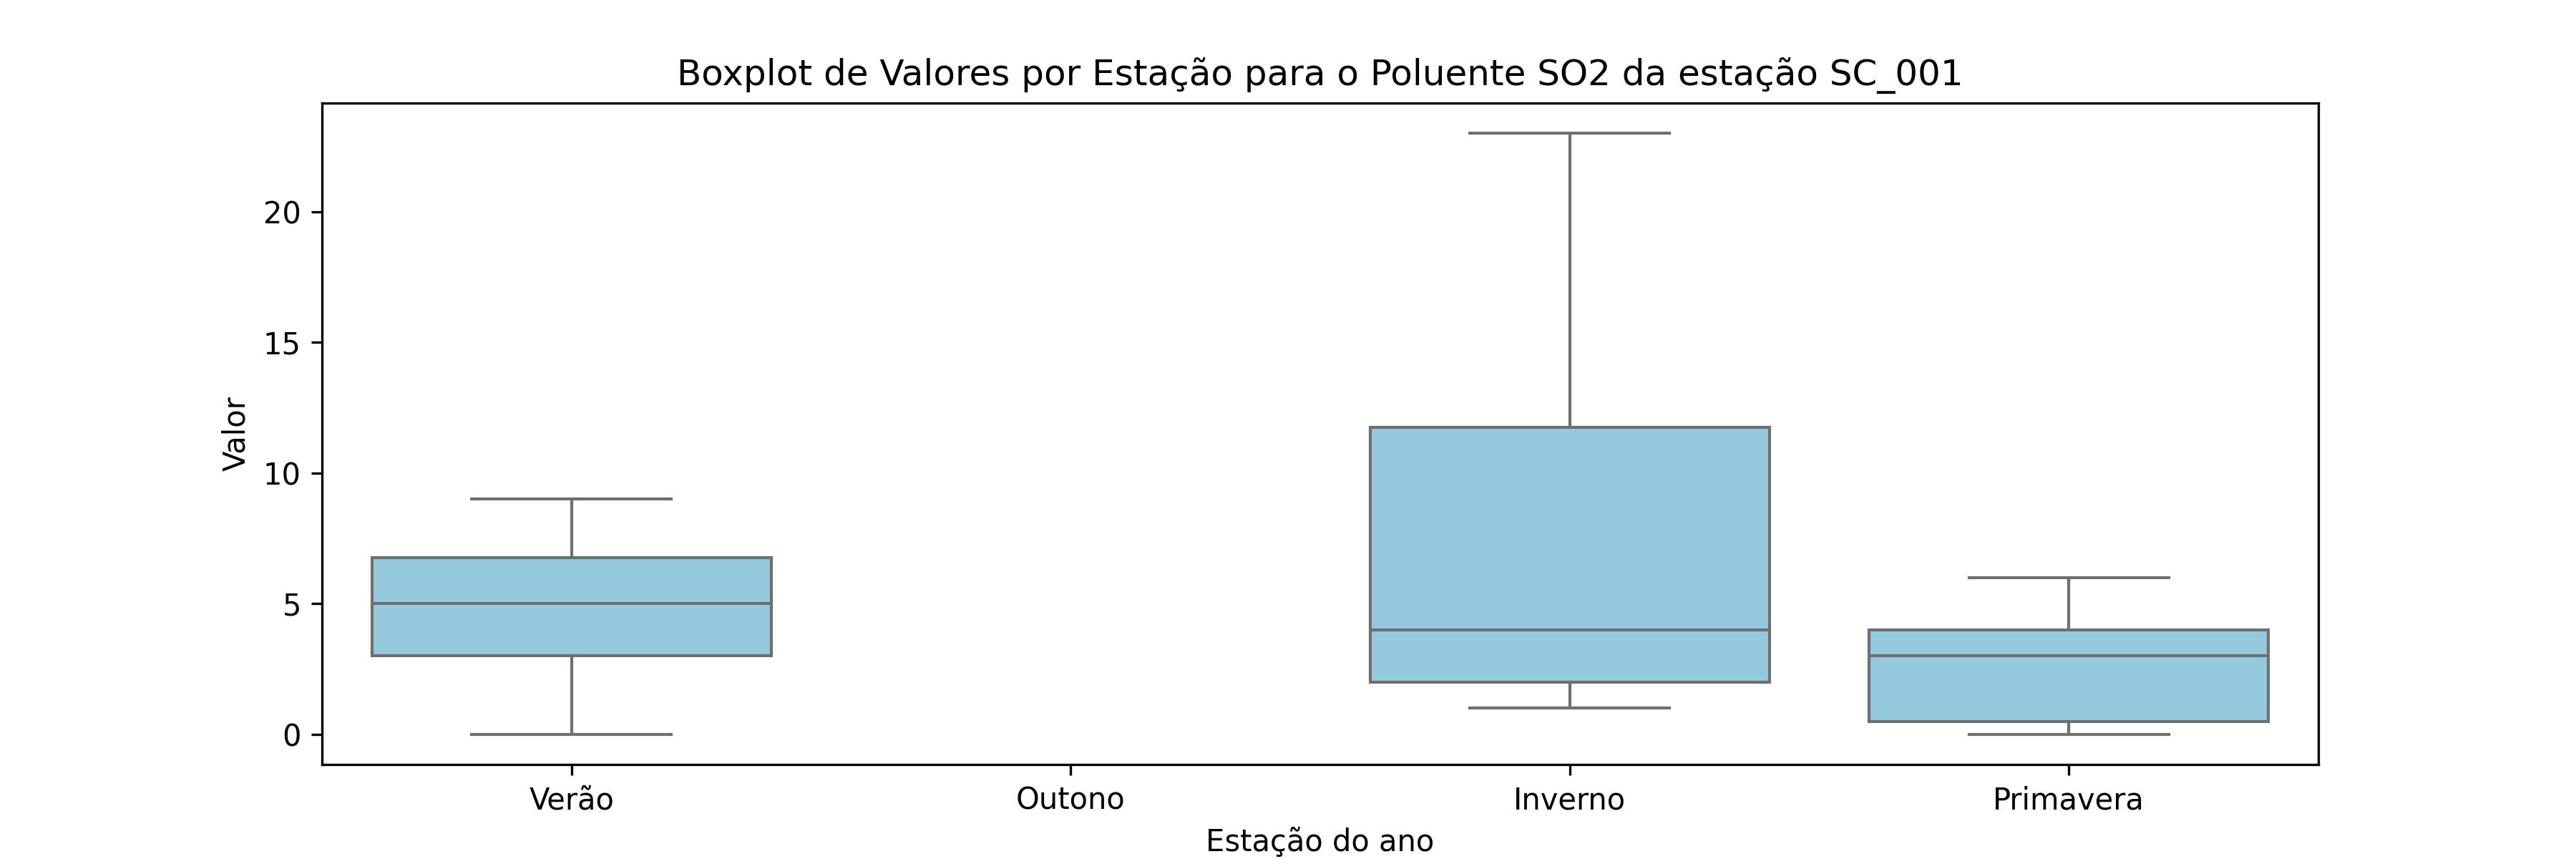 Boxplot de Valores por Estação para o Poluente SO2 da estação SC_001
Valor
20
15
10
5
0
Verão Outono Inverno Primavera
Estação do ano